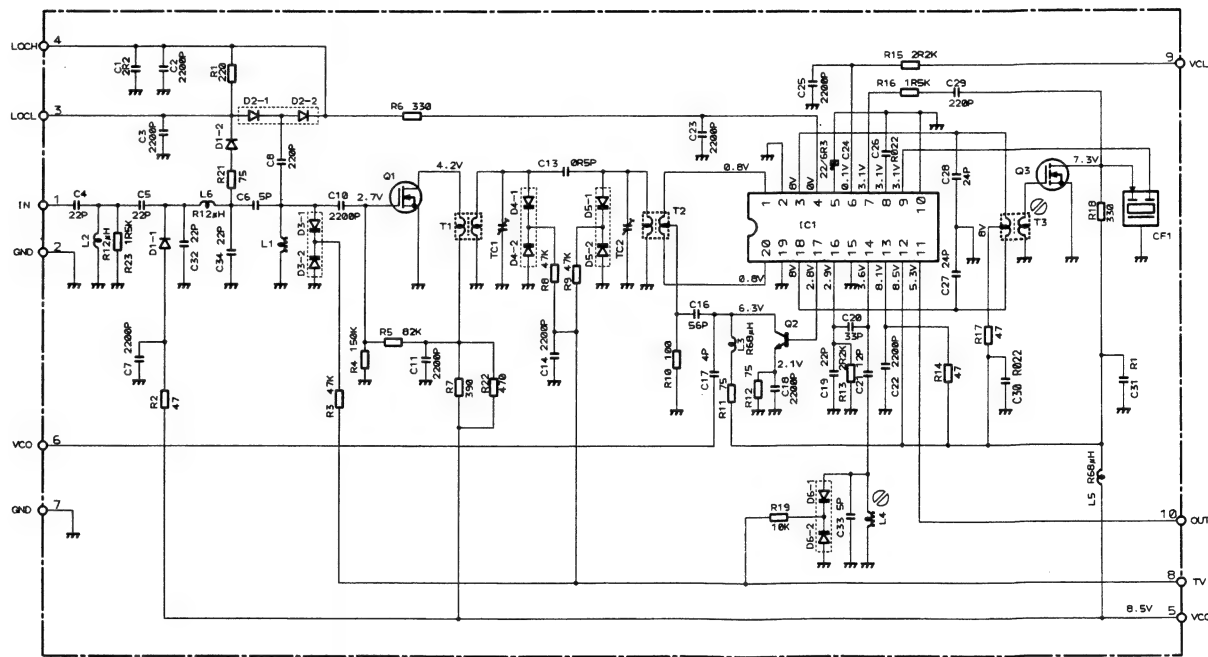 LOCH 4
C1 2R2
C2 2200P
R1 220
LOCL 3
C3 2200P
D2-1
D2-2
D1-2
R21 75
C8 220P
R6 330
C23 2200P
C25 2200P
R15 2R2K
9 VCL
R16 1R5K
C29 220P
IN 1
C4 22P
L2 R12μH
R23 1R5K
C5 22P
D1-1
L6 R12μH
C32 22P
C34 22P
C6 5P
L1
D3-1
D3-2
C10 2200P
2.7V
Q1
4.2V
T1
TC1
C13 0R5P
D4-1
D4-2
R8 47K
R9 47K
D5-1
D5-2
TC2
T2
0.8V
0.8V
8V
0V
22/6R3
0.1V
C24
3.1V
C26 R022
3.1V
3.1V
1 2 3 4 5 6 7 8 9 10
IC1
20 19 18 17 16 15 14 13 12 11
8V
2.8V
2.9V
3.6V
8.1V
8.5V
5.3V
C28 24P
C27 24P
8V
T3
Q3
7.3V
R18 330
CF1
GND 2
C7 2200P
R2 47
R4 150K
R5 82K
R3 47K
C11 2200P
R7 390
R22 470
C14 2200P
C16 56P
6.3V
R10 100
C17 4P
L3 R68μH
R11 75
Q2
2.1V
R12 75
C18 2200P
C20 33P
C19 22P
R13 2R2K
C21 2P
C22 2200P
R14 47
R17 47
C30 R022
C31 R1
VCO 6
GND 7
L5 R68μH
R19 10K
D6-1
D6-2
C33 5P
L4
10 OUT
8 TV
8.5V
5 VCC